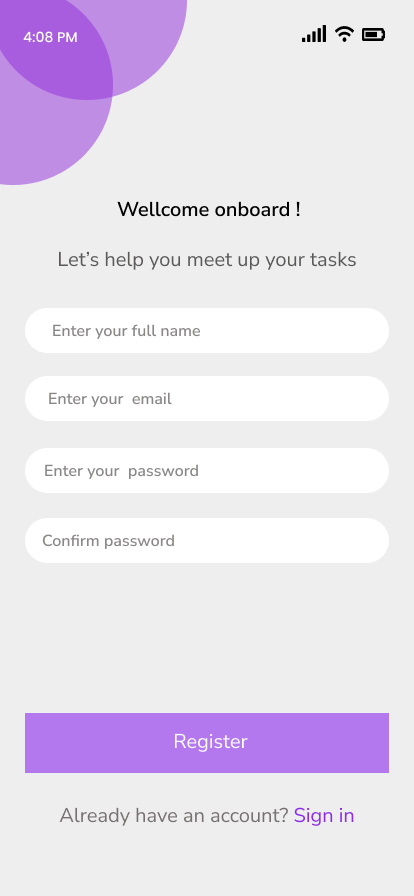 4:08 PM
Wellcome onboard !
Let’s help you meet up your tasks
Enter your full name
Enter your  email
Enter your  password
Confirm password
Register
Already have an account? Sign in